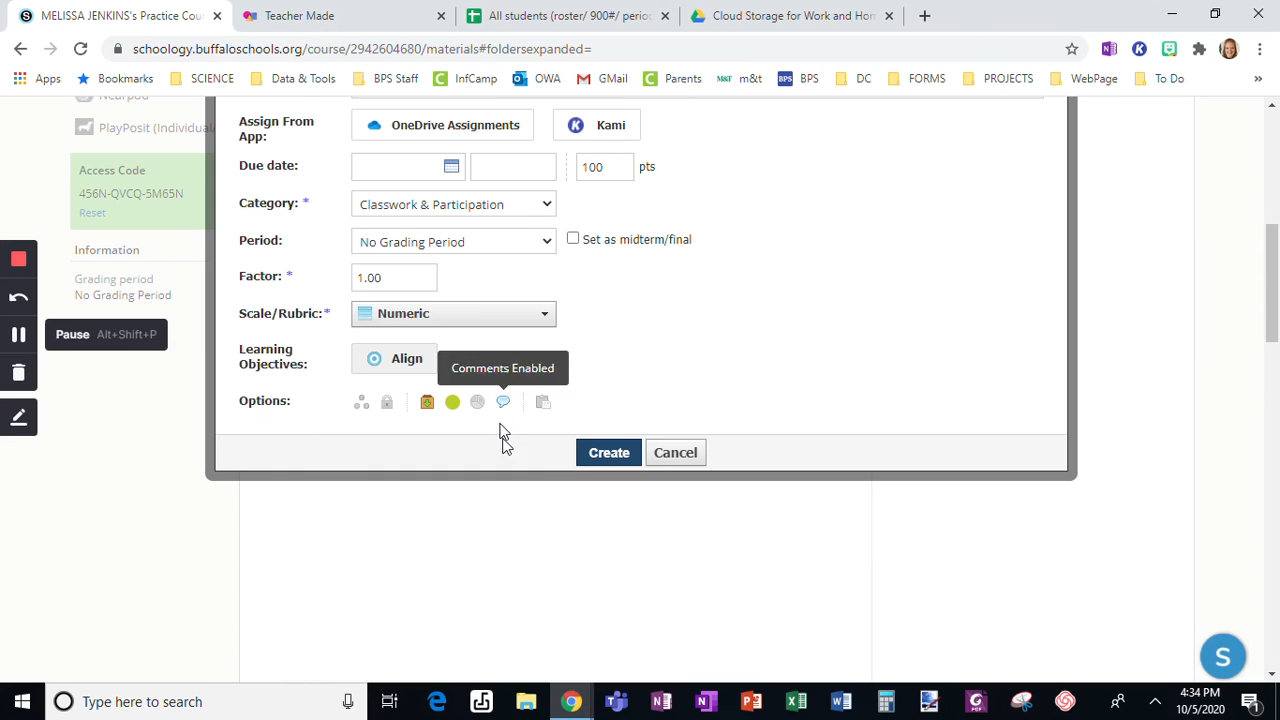 MELISSA JENKINS's Practice Cou
Teacher Made
All students (roster/ 900#/ perio
Cloud Storage for Work and Hom
schoology.buffaloschools.org/course/2942604680/materials#foldersexpanded=
Apps
Bookmarks
SCIENCE
Data & Tools
BPS Staff
InfCamp
OWA
GMail
Parents
m&t
BPS
DC
FORMS
PROJECTS
WebPage
To Do
Nearpod
PlayPosit (Individual
Access Code
456N-QVCQ-5M65N
Reset
Information
Grading period
No Grading Period
Pause Alt+Shift+P
Assign From App:
OneDrive Assignments
Kami
Due date:
100 pts
Category: *
Classwork & Participation
Period:
No Grading Period
Set as midterm/final
Factor: *
1.00
Scale/Rubric:*
Numeric
Learning Objectives:
Align
Comments Enabled
Options:
Create
Cancel
S
Type here to search
4:34 PM
10/5/2020